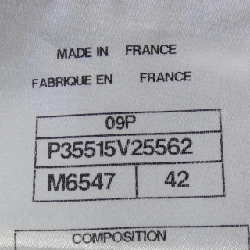 MADE IN FRANCE
FABRIQUE EN FRANCE
09P
P35515V25562
M6547 42
COMPOSITION